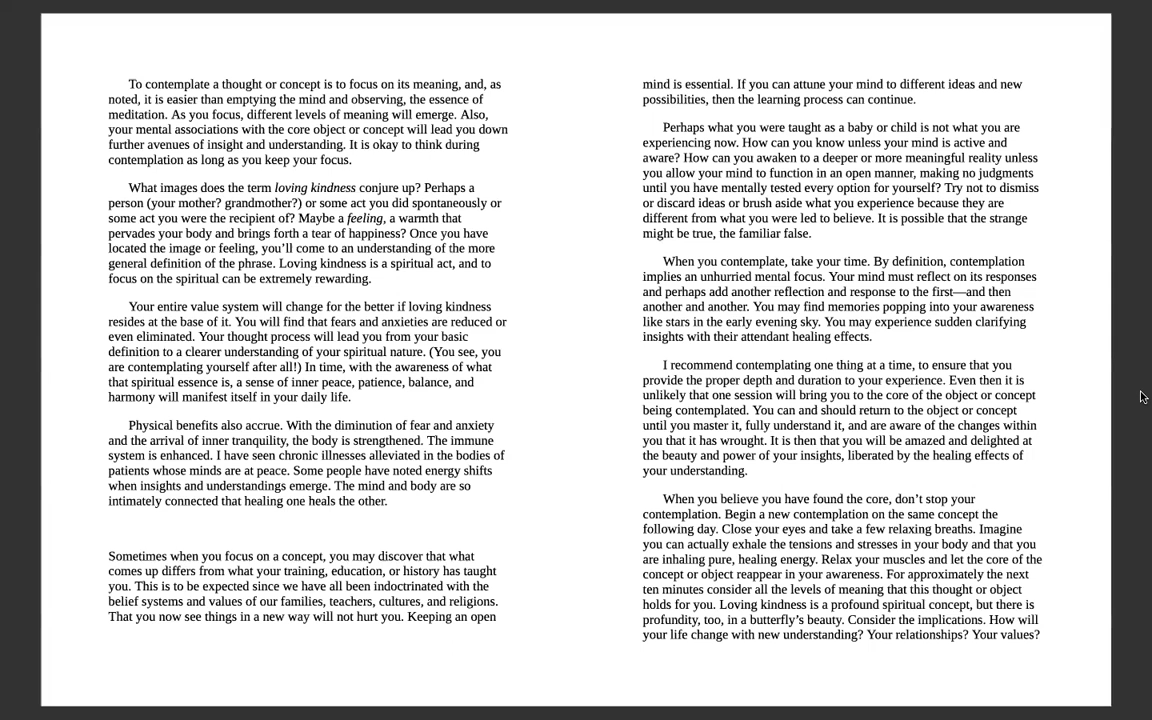 To contemplate a thought or concept is to focus on its meaning, and, as
noted, it is easier than emptying the mind and observing, the essence of
meditation. As you focus, different levels of meaning will emerge. Also,
your mental associations with the core object or concept will lead you down
further avenues of insight and understanding. It is okay to think during
contemplation as long as you keep your focus.
What images does the term loving kindness conjure up? Perhaps a
person (your mother? grandmother?) or some act you did spontaneously or
some act you were the recipient of? Maybe a feeling, a warmth that
pervades your body and brings forth a tear of happiness? Once you have
located the image or feeling, you’ll come to an understanding of the more
general definition of the phrase. Loving kindness is a spiritual act, and to
focus on the spiritual can be extremely rewarding.
Your entire value system will change for the better if loving kindness
resides at the base of it. You will find that fears and anxieties are reduced or
even eliminated. Your thought process will lead you from your basic
definition to a clearer understanding of your spiritual nature. (You see, you
are contemplating yourself after all!) In time, with the awareness of what
that spiritual essence is, a sense of inner peace, patience, balance, and
harmony will manifest itself in your daily life.
Physical benefits also accrue. With the diminution of fear and anxiety
and the arrival of inner tranquility, the body is strengthened. The immune
system is enhanced. I have seen chronic illnesses alleviated in the bodies of
patients whose minds are at peace. Some people have noted energy shifts
when insights and understandings emerge. The mind and body are so
intimately connected that healing one heals the other.
Sometimes when you focus on a concept, you may discover that what
comes up differs from what your training, education, or history has taught
you. This is to be expected since we have all been indoctrinated with the
belief systems and values of our families, teachers, cultures, and religions.
That you now see things in a new way will not hurt you. Keeping an open
mind is essential. If you can attune your mind to different ideas and new
possibilities, then the learning process can continue.
Perhaps what you were taught as a baby or child is not what you are
experiencing now. How can you know unless your mind is active and
aware? How can you awaken to a deeper or more meaningful reality unless
you allow your mind to function in an open manner, making no judgments
until you have mentally tested every option for yourself? Try not to dismiss
or discard ideas or brush aside what you experience because they are
different from what you were led to believe. It is possible that the strange
might be true, the familiar false.
When you contemplate, take your time. By definition, contemplation
implies an unhurried mental focus. Your mind must reflect on its responses
and perhaps add another reflection and response to the first—and then
another and another. You may find memories popping into your awareness
like stars in the early evening sky. You may experience sudden clarifying
insights with their attendant healing effects.
I recommend contemplating one thing at a time, to ensure that you
provide the proper depth and duration to your experience. Even then it is
unlikely that one session will bring you to the core of the object or concept
being contemplated. You can and should return to the object or concept
until you master it, fully understand it, and are aware of the changes within
you that it has wrought. It is then that you will be amazed and delighted at
the beauty and power of your insights, liberated by the healing effects of
your understanding.
When you believe you have found the core, don’t stop your
contemplation. Begin a new contemplation on the same concept the
following day. Close your eyes and take a few relaxing breaths. Imagine
you can actually exhale the tensions and stresses in your body and that you
are inhaling pure, healing energy. Relax your muscles and let the core of the
concept or object reappear in your awareness. For approximately the next
ten minutes consider all the levels of meaning that this thought or object
holds for you. Loving kindness is a profound spiritual concept, but there is
profundity, too, in a butterfly’s beauty. Consider the implications. How will
your life change with new understanding? Your relationships? Your values?